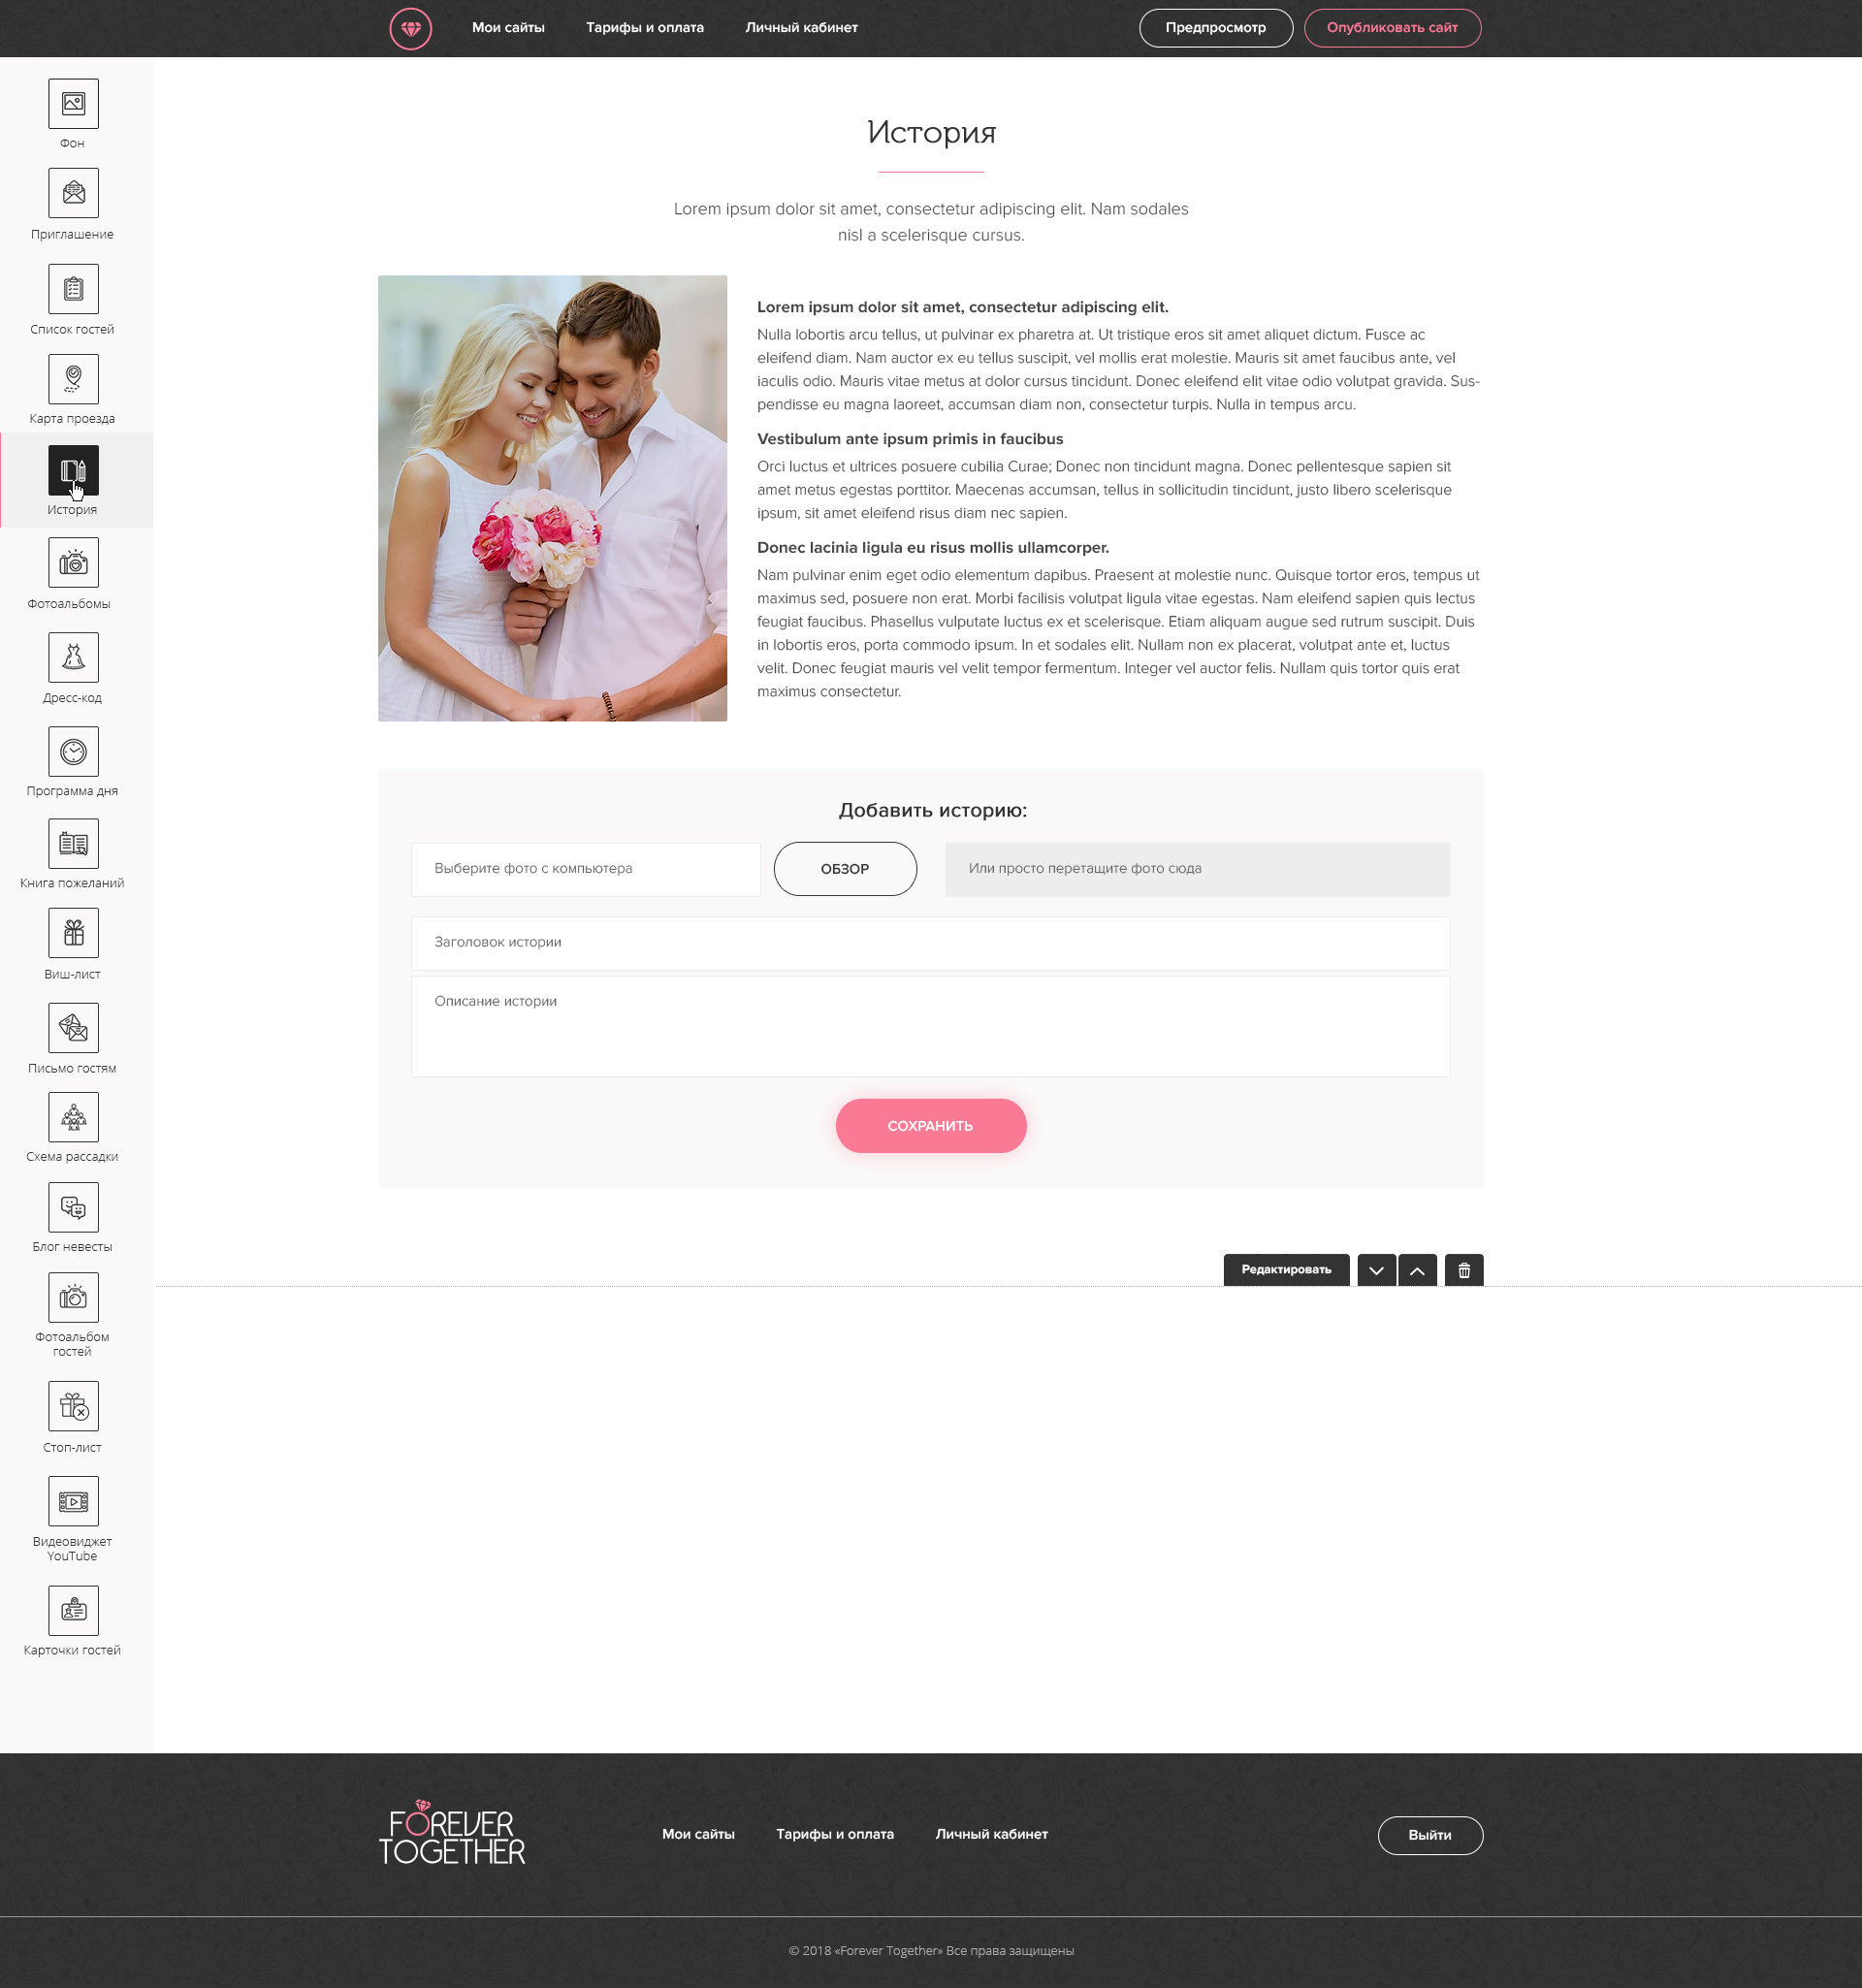 Мои сайты
Тарифы и оплата
Личный кабинет
Предпросмотр
Опубликовать сайт
Фон
Приглашение
Список гостей
Карта проезда
История
Фотоальбомы
Дресс-код
Программа дня
Книга пожеланий
Виш-лист
Письмо гостям
Схема рассадки
Блог невесты
Фотоальбом
гостей
Стоп-лист
Видеовиджет
YouTube
Карточки гостей
История
Lorem ipsum dolor sit amet, consectetur adipiscing elit. Nam sodales
nisl a scelerisque cursus.
Lorem ipsum dolor sit amet, consectetur adipiscing elit.
Nulla lobortis arcu tellus, ut pulvinar ex pharetra at. Ut tristique eros sit amet aliquet dictum. Fusce ac
eleifend diam. Nam auctor ex eu tellus suscipit, vel mollis erat molestie. Mauris sit amet faucibus ante, vel
iaculis odio. Mauris vitae metus at dolor cursus tincidunt. Donec eleifend elit vitae odio volutpat gravida. Sus-
pendisse eu magna laoreet, accumsan diam non, consectetur turpis. Nulla in tempus arcu.
Vestibulum ante ipsum primis in faucibus
Orci luctus et ultrices posuere cubilia Curae; Donec non tincidunt magna. Donec pellentesque sapien sit
amet metus egestas porttitor. Maecenas accumsan, tellus in sollicitudin tincidunt, justo libero scelerisque
ipsum, sit amet eleifend risus diam nec sapien.
Donec lacinia ligula eu risus mollis ullamcorper.
Nam pulvinar enim eget odio elementum dapibus. Praesent at molestie nunc. Quisque tortor eros, tempus ut
maximus sed, posuere non erat. Morbi facilisis volutpat ligula vitae egestas. Nam eleifend sapien quis lectus
feugiat faucibus. Phasellus vulputate luctus ex et scelerisque. Etiam aliquam augue sed rutrum suscipit. Duis
in lobortis eros, porta commodo ipsum. In et sodales elit. Nullam non ex placerat, volutpat ante et, luctus
velit. Donec feugiat mauris vel velit tempor fermentum. Integer vel auctor felis. Nullam quis tortor quis erat
maximus consectetur.
Добавить историю:
Выберите фото с компьютера
ОБЗОР
Или просто перетащите фото сюда
Заголовок истории
Описание истории
СОХРАНИТЬ
Редактировать
FOREVER
TOGETHER
Мои сайты
Тарифы и оплата
Личный кабинет
Выйти
© 2018 «Forever Together» Все права защищены